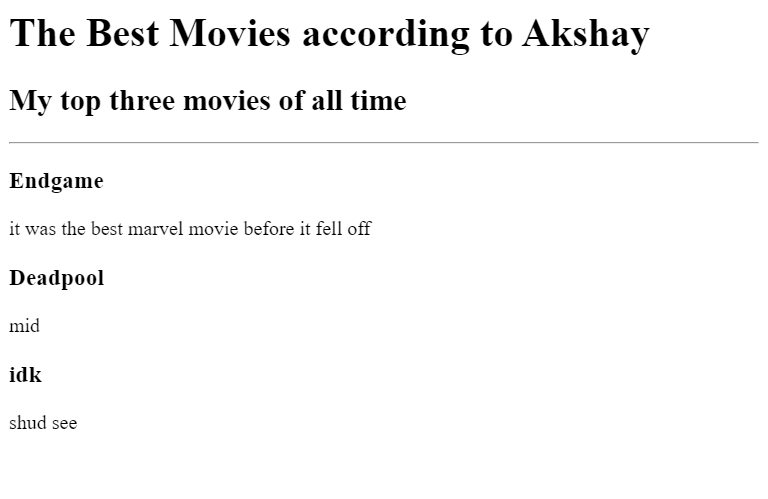 The Best Movies according to Akshay
My top three movies of all time
Endgame
it was the best marvel movie before it fell off
Deadpool
mid
idk
shud see